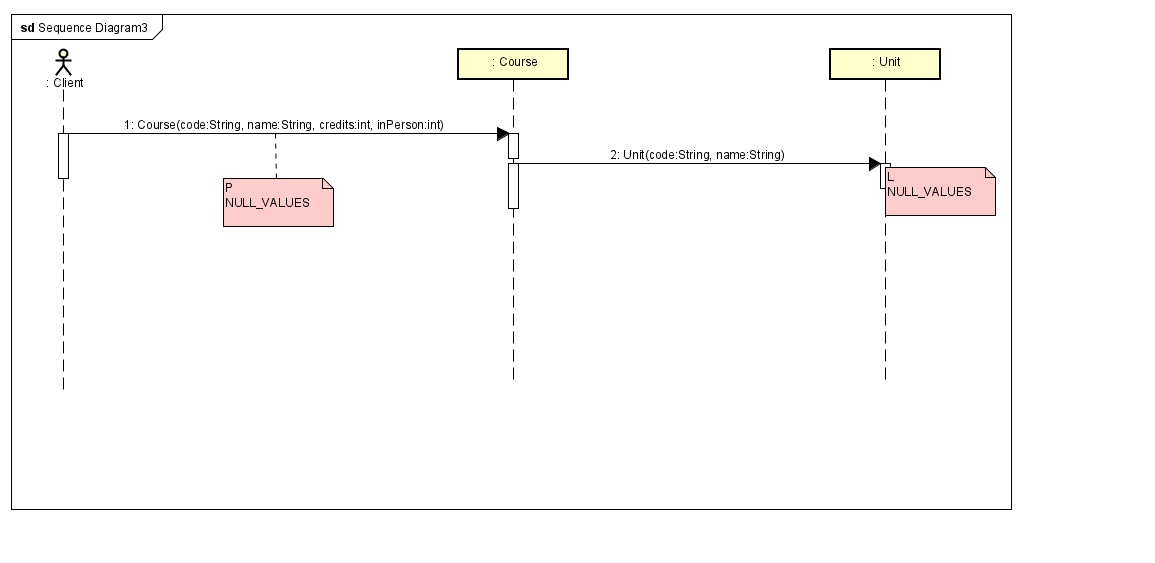 sd Sequence Diagram3
: Client
: Course
: Unit
1: Course(code:String, name:String, credits:int, inPerson:int)
2: Unit(code:String, name:String)
P
NULL_VALUES
L
NULL_VALUES